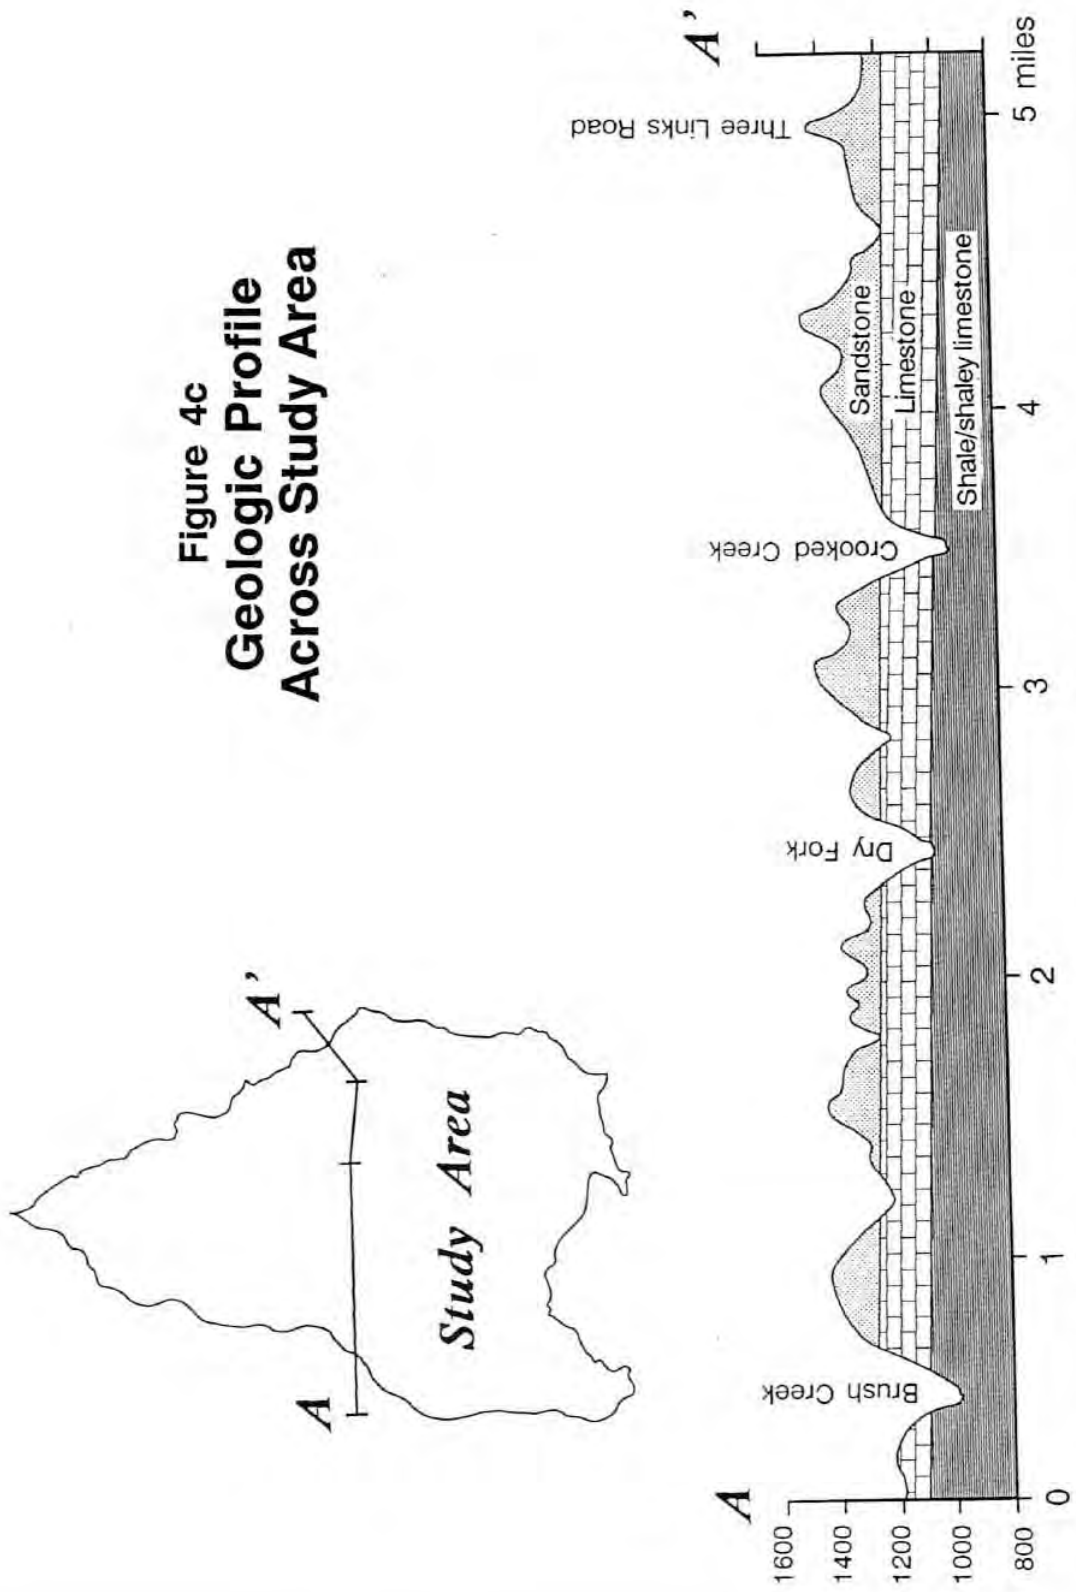 Figure 4c
Geologic Profile
Across Study Area
A
A'
Study Area
A
A'
1600
1400
1200
1000
800
Brush Creek
Dry Fork
Crooked Creek
Three Links Road
Sandstone
Limestone
Shale/shaley limestone
0
1
2
3
4
5 miles